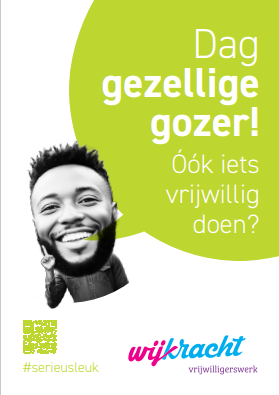 Dag
gezellige
gozer!
Óók iets
vrijwillig
doen?
#serieusleuk
wijkracht
vrijwilligerswerk